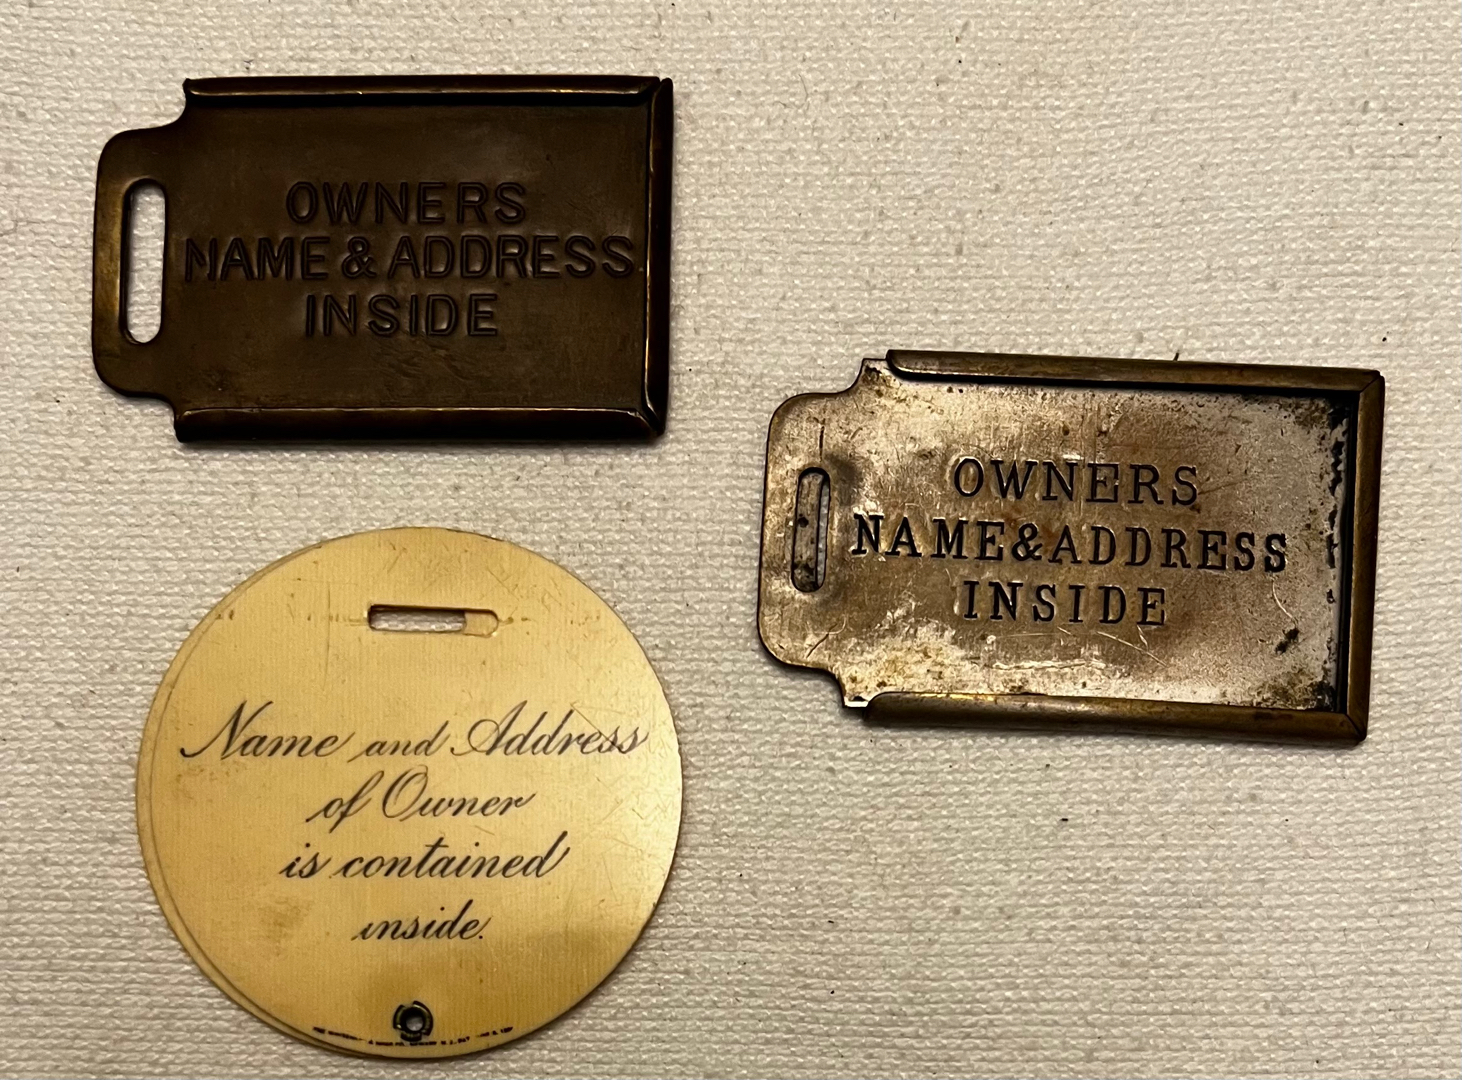 OWNERS
NAME & ADDRESS
INSIDE
OWNERS
NAME & ADDRESS
INSIDE
Name and Address
of Owner
is contained
inside.